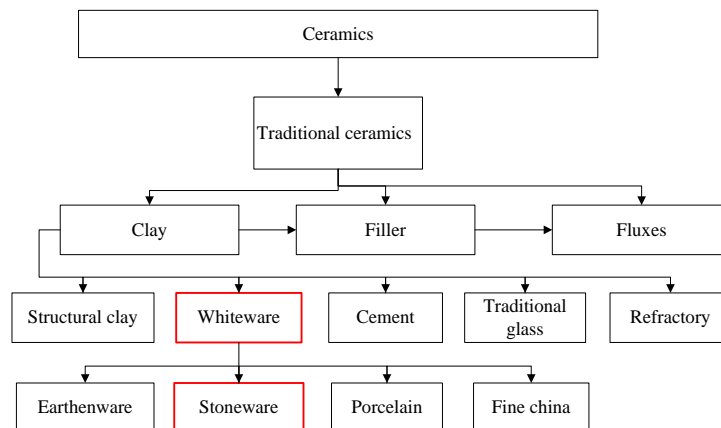 Ceramics
Traditional ceramics
Clay
Filler
Fluxes
Structural clay
Whiteware
Cement
Traditional
glass
Refractory
Earthenware
Stoneware
Porcelain
Fine china